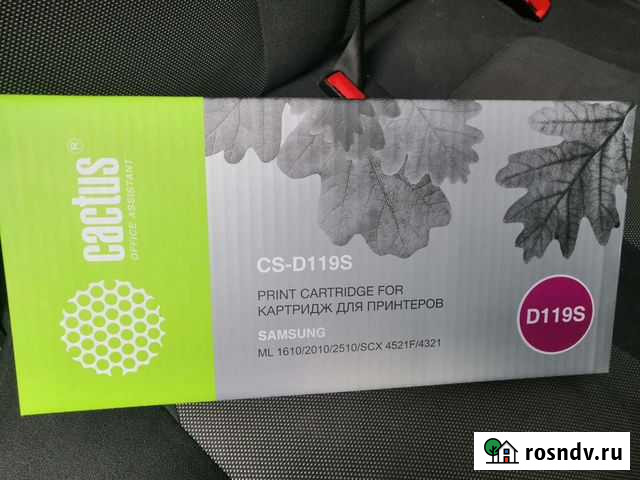 cactus®
OFFICE ASSISTANT
CS-D119S
PRINT CARTRIDGE FOR
КАРТРИДЖ ДЛЯ ПРИНТЕРОВ
SAMSUNG
ML 1610/2010/2510/SCX 4521F/4321
D119S
rosndv.ru